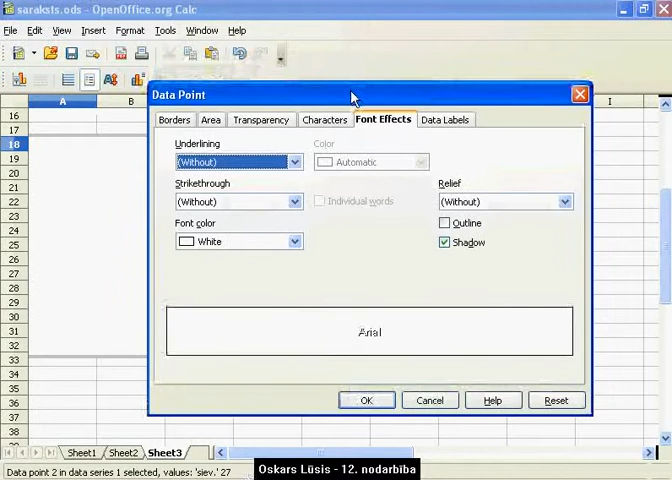 saraksts.ods - OpenOffice.org Calc
File Edit View Insert Format Tools
A B I
Data Point
Borders Area Transparency Characters Font Effects Data Labels
Underlining Color
(Without) Automatic
Strikethrough Relief
(Without) Individual words (Without)
Font color Outline
White Shadow
Arial
OK Cancel Help Reset
16
17
18
19
20
21
22
23
24
25
26
27
28
29
30
31
32
33
34
35
36
37
Sheet1 Sheet2 Sheet3
Data point 2 in data series 1 selected, values: 'siev.' 27
Oskars Lūsis - 12. nodarbība